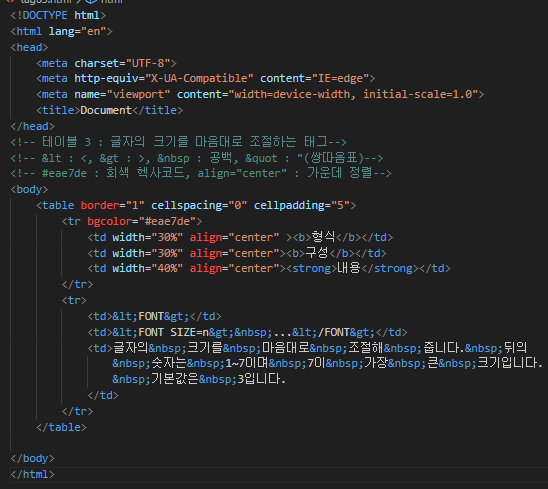 <!DOCTYPE html>
<html lang="en">
<head>
    <meta charset="UTF-8">
    <meta http-equiv="X-UA-Compatible" content="IE=edge">
    <meta name="viewport" content="width=device-width, initial-scale=1.0">
    <title>Document</title>
</head>
<!-- 테이블 3 : 글자의 크기를 마음대로 조절하는 태그-->
<!-- &lt : <, &gt : >, &nbsp : 공백, &quot : "(쌍따옴표)-->
<!-- #eae7de : 회색 헥사코드, align="center" : 가운데 정렬-->
<body>
    <table border="1" cellspacing="0" cellpadding="5">
        <tr bgcolor="#eae7de">
            <td width="30%" align="center" ><b>형식</b></td>
            <td width="30%" align="center"><b>구성</b></td>
            <td width="40%" align="center"><strong>내용</strong></td>
        </tr>
        <tr>
            <td>&lt;FONT&gt;</td>
            <td>&lt;FONT SIZE=n&gt;&nbsp;...&lt;/FONT&gt;</td>
            <td>글자의&nbsp;크기를&nbsp;마음대로&nbsp;조절해&nbsp;줍니다.&nbsp;뒤의
                &nbsp;숫자는&nbsp;1~7이며&nbsp;7이&nbsp;가장&nbsp;큰&nbsp;크기입니다.
                &nbsp;기본값은&nbsp;3입니다.
            </td>
        </tr>
    </table>
</body>
</html>